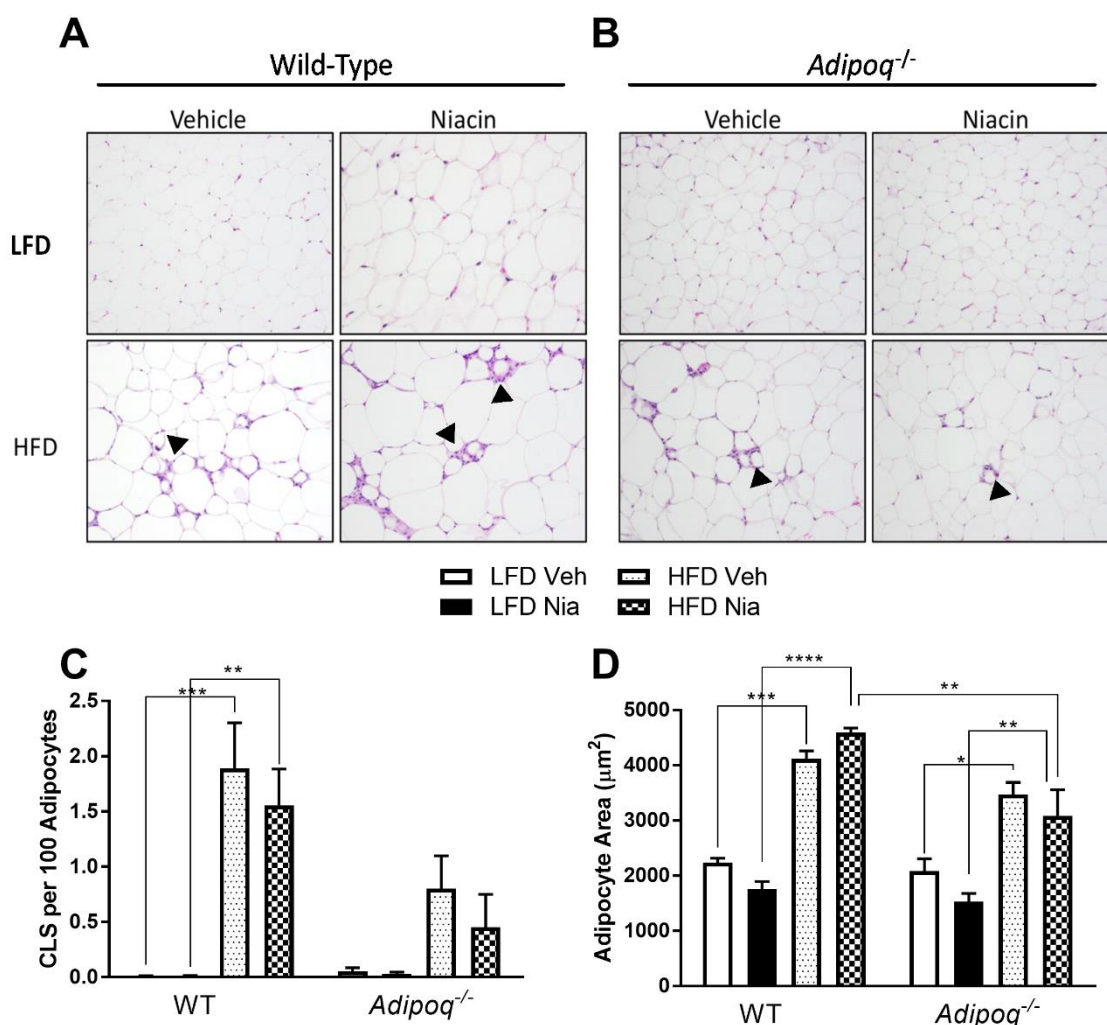 A
B
Wild-Type
Adipoq-/-
Vehicle
Niacin
Vehicle
Niacin
LFD
HFD
LFD Veh
HFD Veh
LFD Nia
HFD Nia
C
CLS per 100 Adipocytes
2.5
2.0
1.5
1.0
0.5
0.0
***
**
WT
Adipoq-/-
D
Adipocyte Area (μm2)
5000
4000
3000
2000
1000
0
****
***
**
**
*
WT
Adipoq-/-